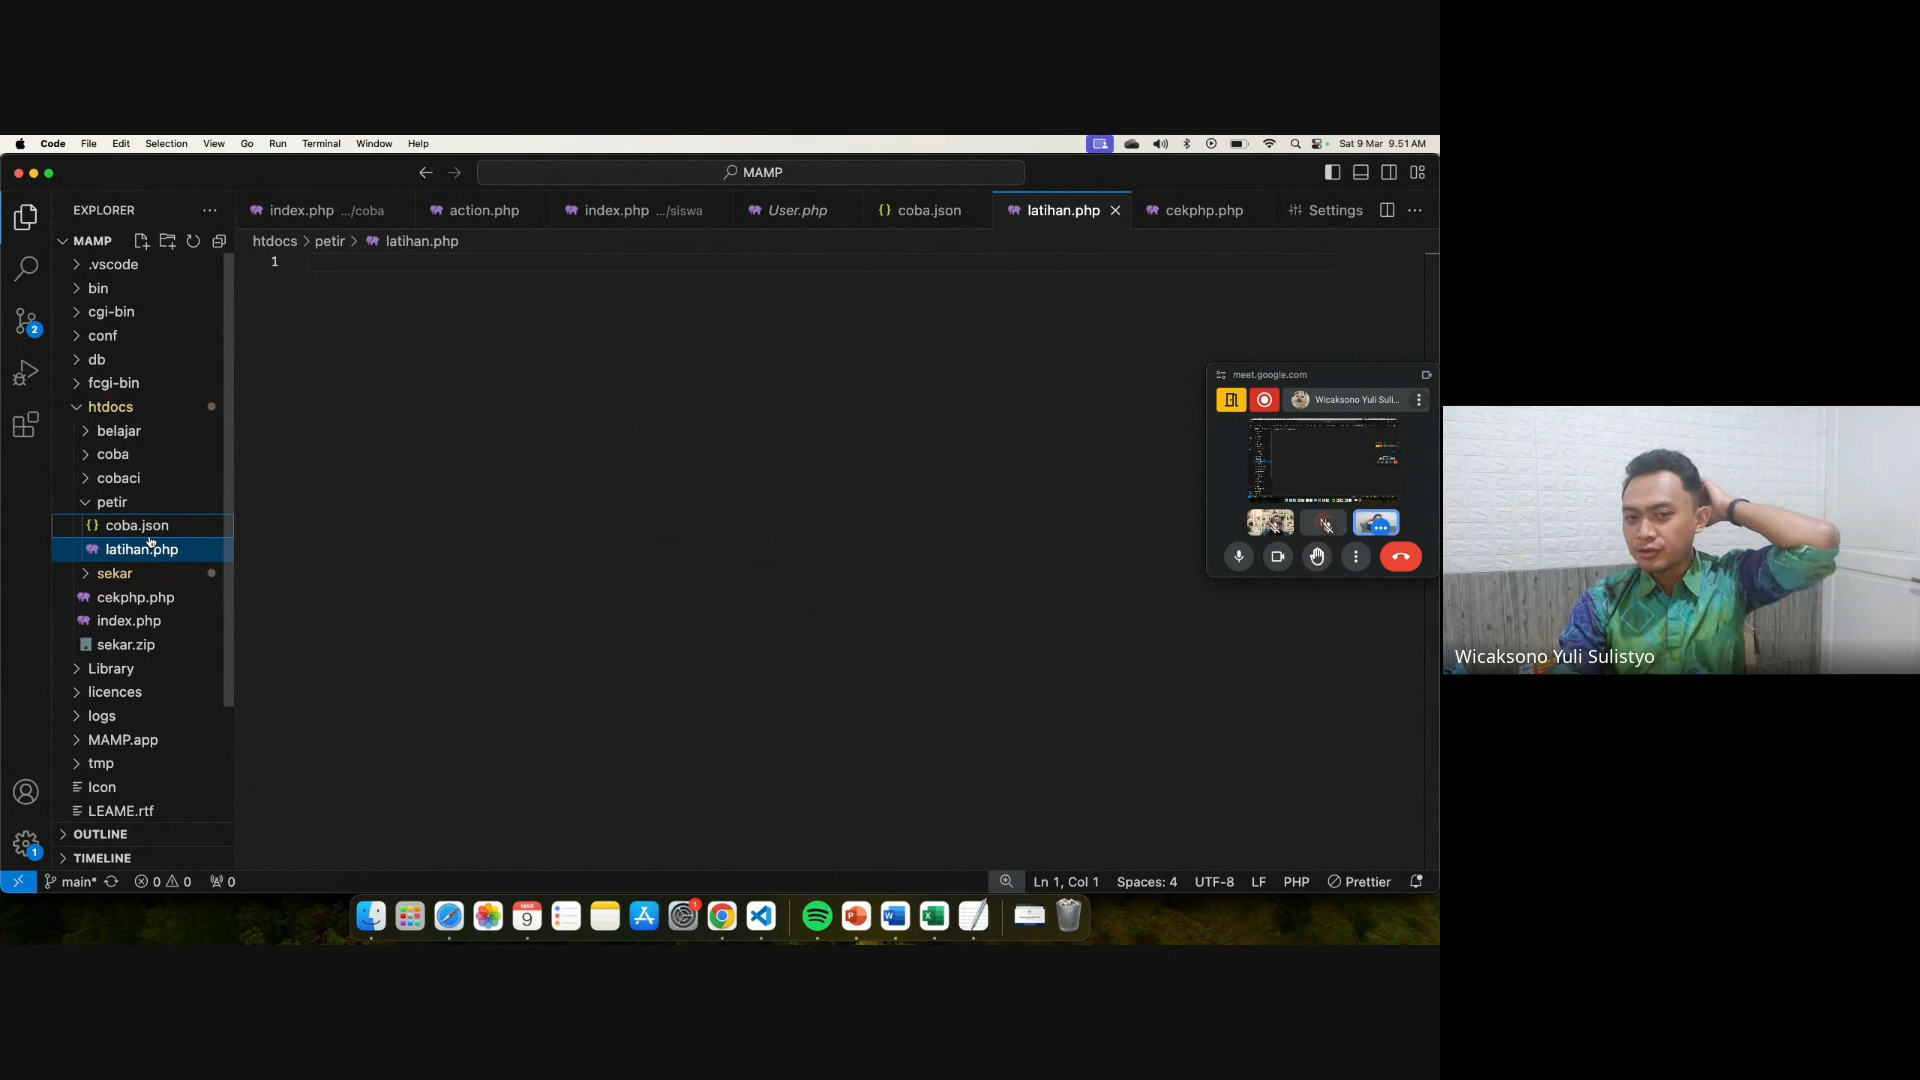 Code File Edit Selection View Go Run Terminal Window Help Sat 9 Mar 9.51 AM
MAMP
EXPLORER
index.php .../coba action.php index.php .../siswa User.php {} coba.json latihan.php cekphp.php Settings
MAMP
htdocs > petir > latihan.php
1
.vscode
bin
cgi-bin
conf
db
fcgi-bin
htdocs
belajar
coba
cobaci
petir
{} coba.json
latihan.php
sekar
cekphp.php
index.php
sekar.zip
Library
licences
logs
MAMP.app
tmp
Icon
LEAME.rtf
OUTLINE
TIMELINE
2
1
meet.google.com
Wicaksono Yuli Suli...
main* 0 0 0 Ln 1, Col 1 Spaces: 4 UTF-8 LF PHP Prettier
MAR
9
1
Wicaksono Yuli Sulistyo